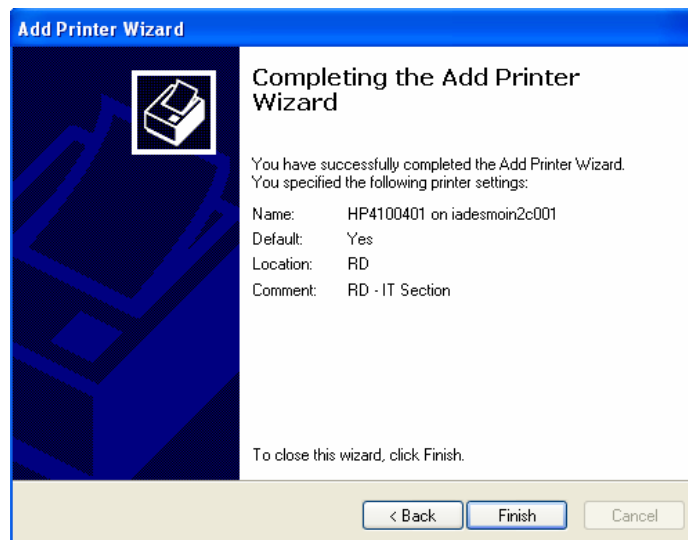 Add Printer Wizard
Completing the Add Printer
Wizard
You have successfully completed the Add Printer Wizard.
You specified the following printer settings:
Name: HP4100401 on iadesmoin2c001
Default: Yes
Location: RD
Comment: RD - IT Section
To close this wizard, click Finish.
< Back Finish Cancel